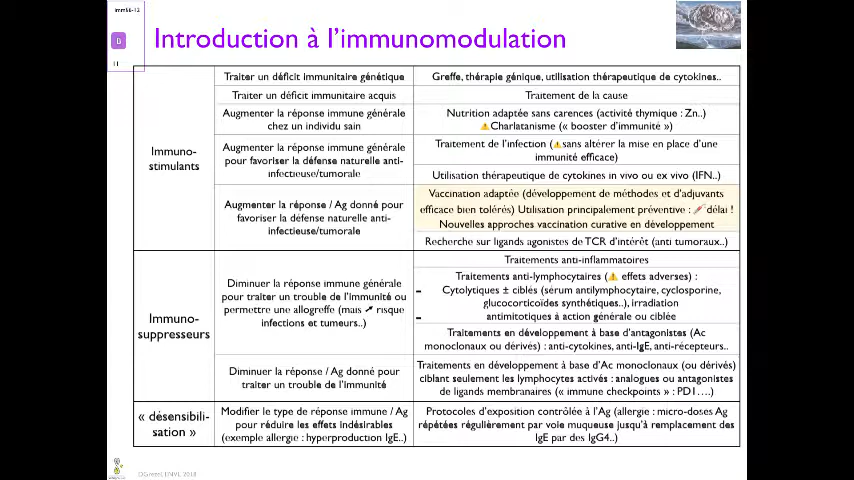 immSB-12
B
Introduction à l'immunomodulation
11
Immuno-
stimulants
Traiter un déficit immunitaire génétique
Greffe, thérapie génique, utilisation thérapeutique de cytokines..
Traiter un déficit immunitaire acquis
Traitement de la cause
Augmenter la réponse immune générale
chez un individu sain
Nutrition adaptée sans carences (activité thymique : Zn..)
⚠Charlatanisme (« booster d'immunité »)
Augmenter la réponse immune générale
pour favoriser la défense naturelle anti-
infectieuse/tumorale
Traitement de l'infection (⚠sans altérer la mise en place d'une
immunité efficace)
Utilisation thérapeutique de cytokines in vivo ou ex vivo (IFN..)
Augmenter la réponse / Ag donné pour
favoriser la défense naturelle anti-
infectieuse/tumorale
Vaccination adaptée (développement de méthodes et d'adjuvants
efficace bien tolérés) Utilisation principalement préventive : 💉délai !
Nouvelles approches vaccination curative en développement
Recherche sur ligands agonistes de TCR d'intérêt (anti tumoraux..)
Immuno-
suppresseurs
Diminuer la réponse immune générale
pour traiter un trouble de l'immunité ou
permettre une allogreffe (mais ➚ risque
infections et tumeurs..)
Traitements anti-inflammatoires
Traitements anti-lymphocytaires (⚠ effets adverses) :
- Cytolytiques ± ciblés (sérum antilymphocytaire, cyclosporine,
glucocorticoïdes synthétiques..), irradiation
- antimitotiques à action générale ou ciblée
Traitements en développement à base d'antagonistes (Ac
monoclonaux ou dérivés) : anti-cytokines, anti-IgE, anti-récepteurs..
Diminuer la réponse / Ag donné pour
traiter un trouble de l'immunité
Traitements en développement à base d'Ac monoclonaux (ou dérivés)
ciblant seulement les lymphocytes activés : analogues ou antagonistes
de ligands membranaires (« immune checkpoints » : PD1….)
« désensibili-
sation »
Modifier le type de réponse immune / Ag
pour réduire les effets indésirables
(exemple allergie : hyperproduction IgE..)
Protocoles d'exposition contrôlée à l'Ag (allergie : micro-doses Ag
répétées régulièrement par voie muqueuse jusqu'à remplacement des
IgE par des IgG4..)
ENVL 2018